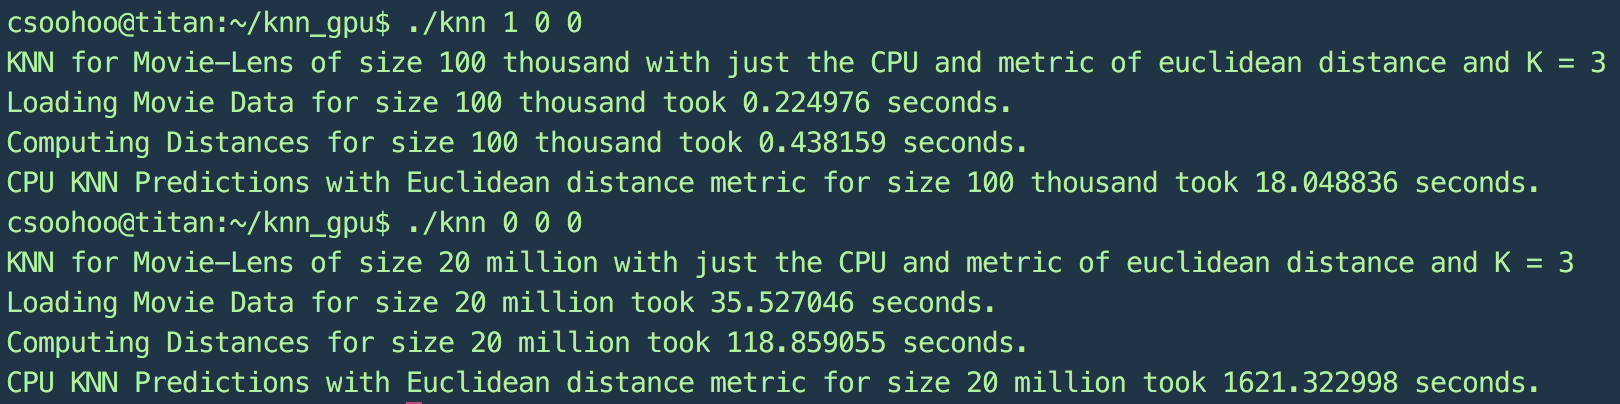 csoohoo@titan:~/knn_gpu$ ./knn 1 0 0
KNN for Movie-Lens of size 100 thousand with just the CPU and metric of euclidean distance and K = 3
Loading Movie Data for size 100 thousand took 0.224976 seconds.
Computing Distances for size 100 thousand took 0.438159 seconds.
CPU KNN Predictions with Euclidean distance metric for size 100 thousand took 18.048836 seconds.
csoohoo@titan:~/knn_gpu$ ./knn 0 0 0
KNN for Movie-Lens of size 20 million with just the CPU and metric of euclidean distance and K = 3
Loading Movie Data for size 20 million took 35.527046 seconds.
Computing Distances for size 20 million took 118.859055 seconds.
CPU KNN Predictions with Euclidean distance metric for size 20 million took 1621.322998 seconds.